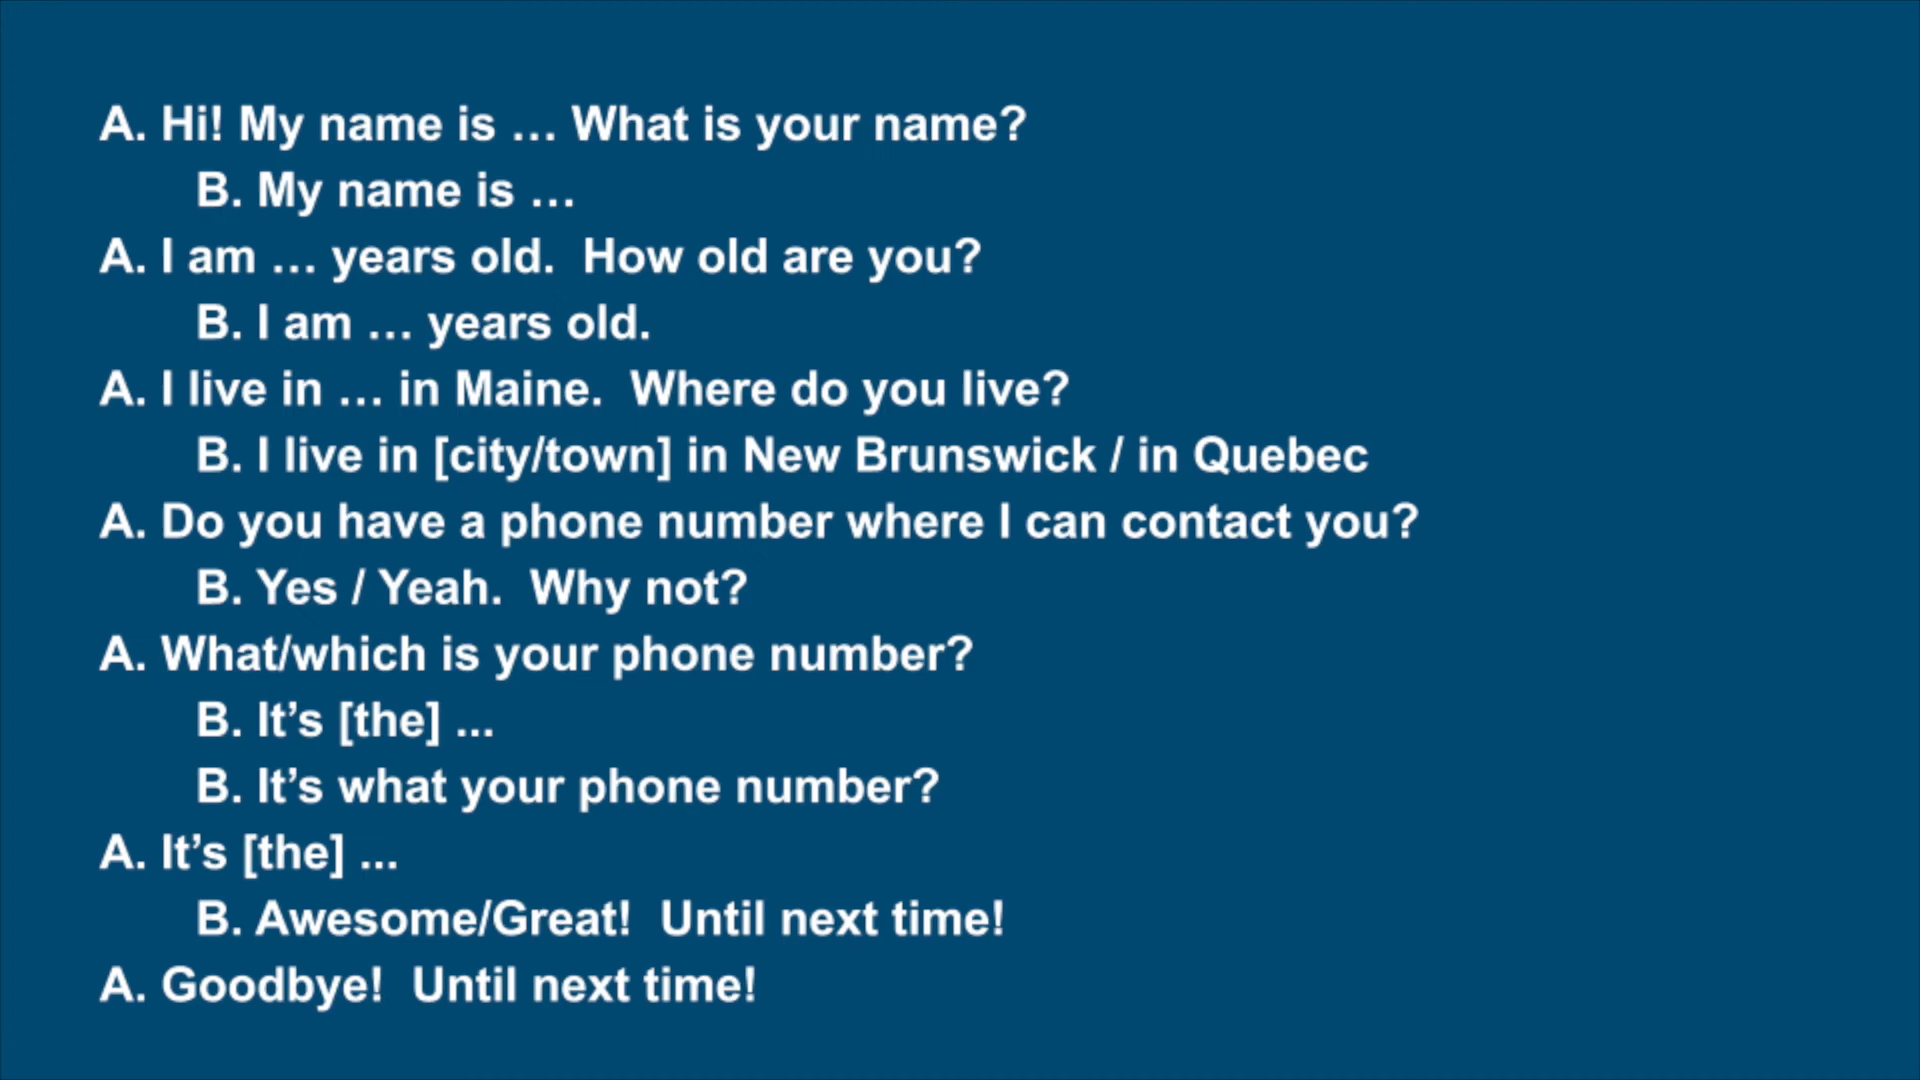 A. Hi! My name is … What is your name?
B. My name is …
A. I am … years old.  How old are you?
B. I am … years old.
A. I live in … in Maine.  Where do you live?
B. I live in [city/town] in New Brunswick / in Quebec
A. Do you have a phone number where I can contact you?
B. Yes / Yeah.  Why not?
A. What/which is your phone number?
B. It’s [the] ...
B. It’s what your phone number?
A. It’s [the] ...
B. Awesome/Great!  Until next time!
A. Goodbye!  Until next time!